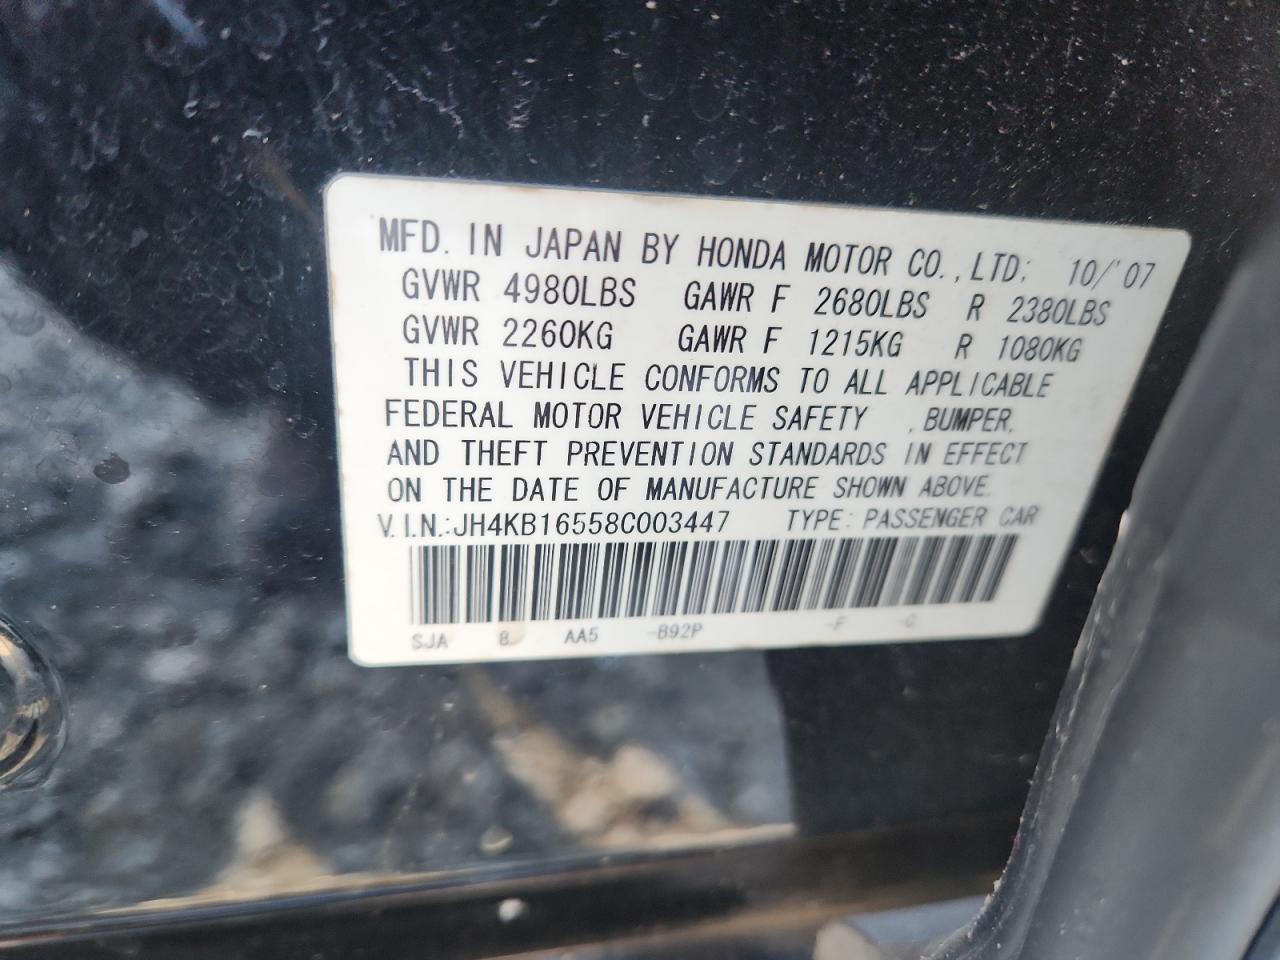 MFD. IN JAPAN BY HONDA MOTOR CO., LTD; 10/'07
GVWR 4980LBS GAWR F 2680LBS R 2380LBS
GVWR 2260KG GAWR F 1215KG R 1080KG
THIS VEHICLE CONFORMS TO ALL APPLICABLE
FEDERAL MOTOR VEHICLE SAFETY , BUMPER,
AND THEFT PREVENTION STANDARDS IN EFFECT
ON THE DATE OF MANUFACTURE SHOWN ABOVE.
V.I.N.:JH4KB16558C003447 TYPE: PASSENGER CAR
SJA 8 AA5 -B92P -F -C